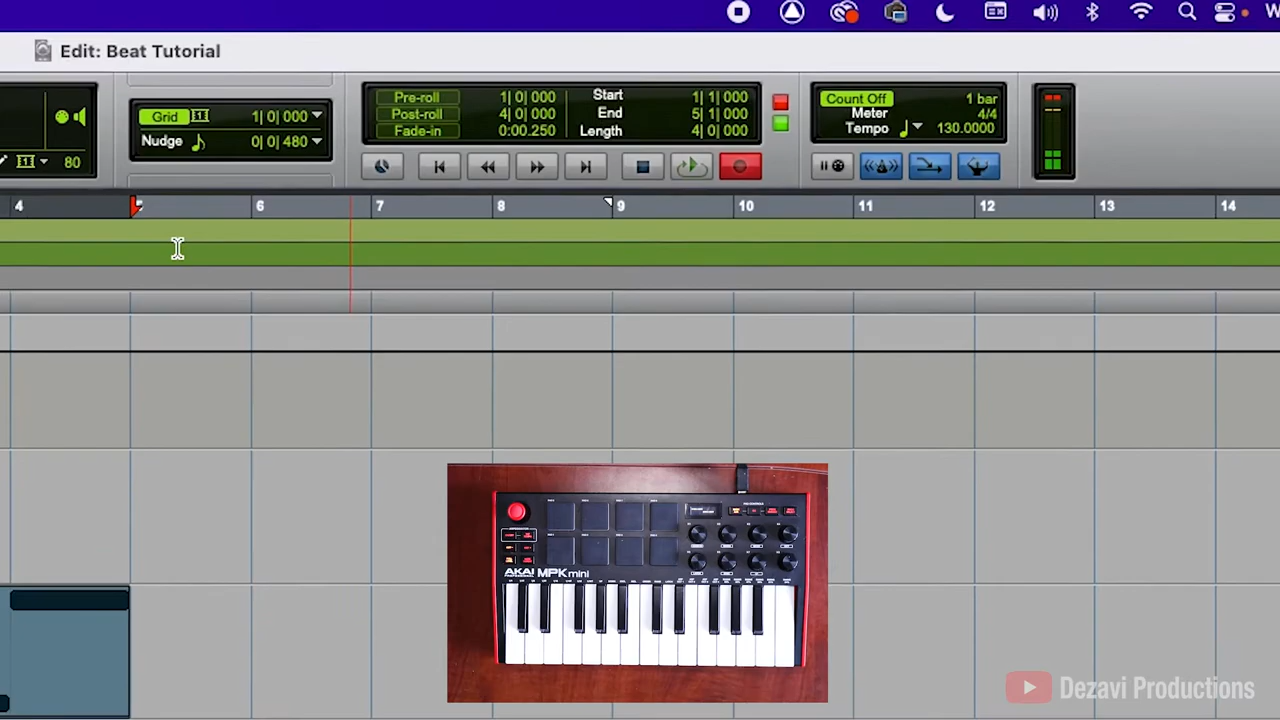 Edit: Beat Tutorial
Grid 1| 0| 000
Nudge 0| 0| 480
80
Pre-roll 1| 0| 000
Post-roll 4| 0| 000
Fade-in 0:00.250
Start 1| 1| 000
End 5| 1| 000
Length 4| 0| 000
Count Off 1 bar
Meter 4/4
Tempo 130.0000
4 5 6 7 8 9 10 11 12 13 14
AKAI MPKmini
PROFESSIONAL
Dezavi Productions